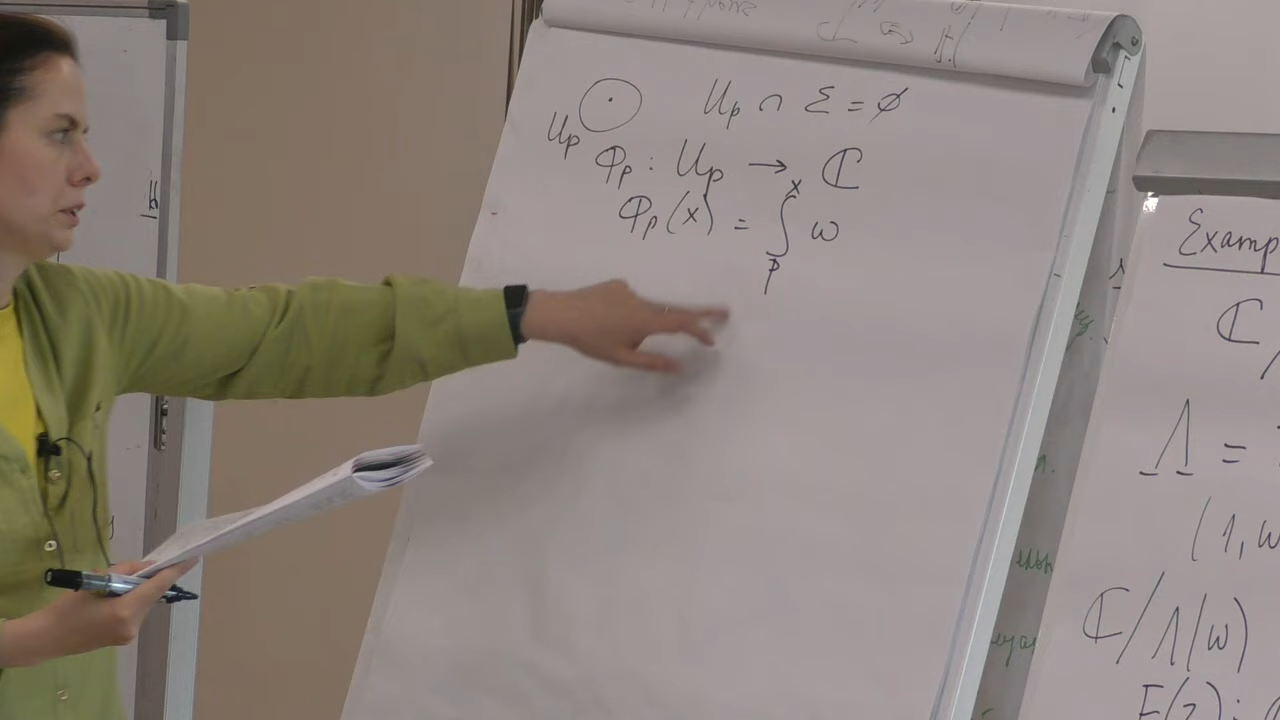 U_p ∩ Σ = ∅
U_p
φ_p : U_p → ℂ
φ_p(x) = ∫_p^x ω
Examp
ℂ/
Λ =
(1, ω
ℂ/Λ(ω)